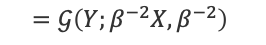 = 𝒢(Y; β⁻²X, β⁻²)